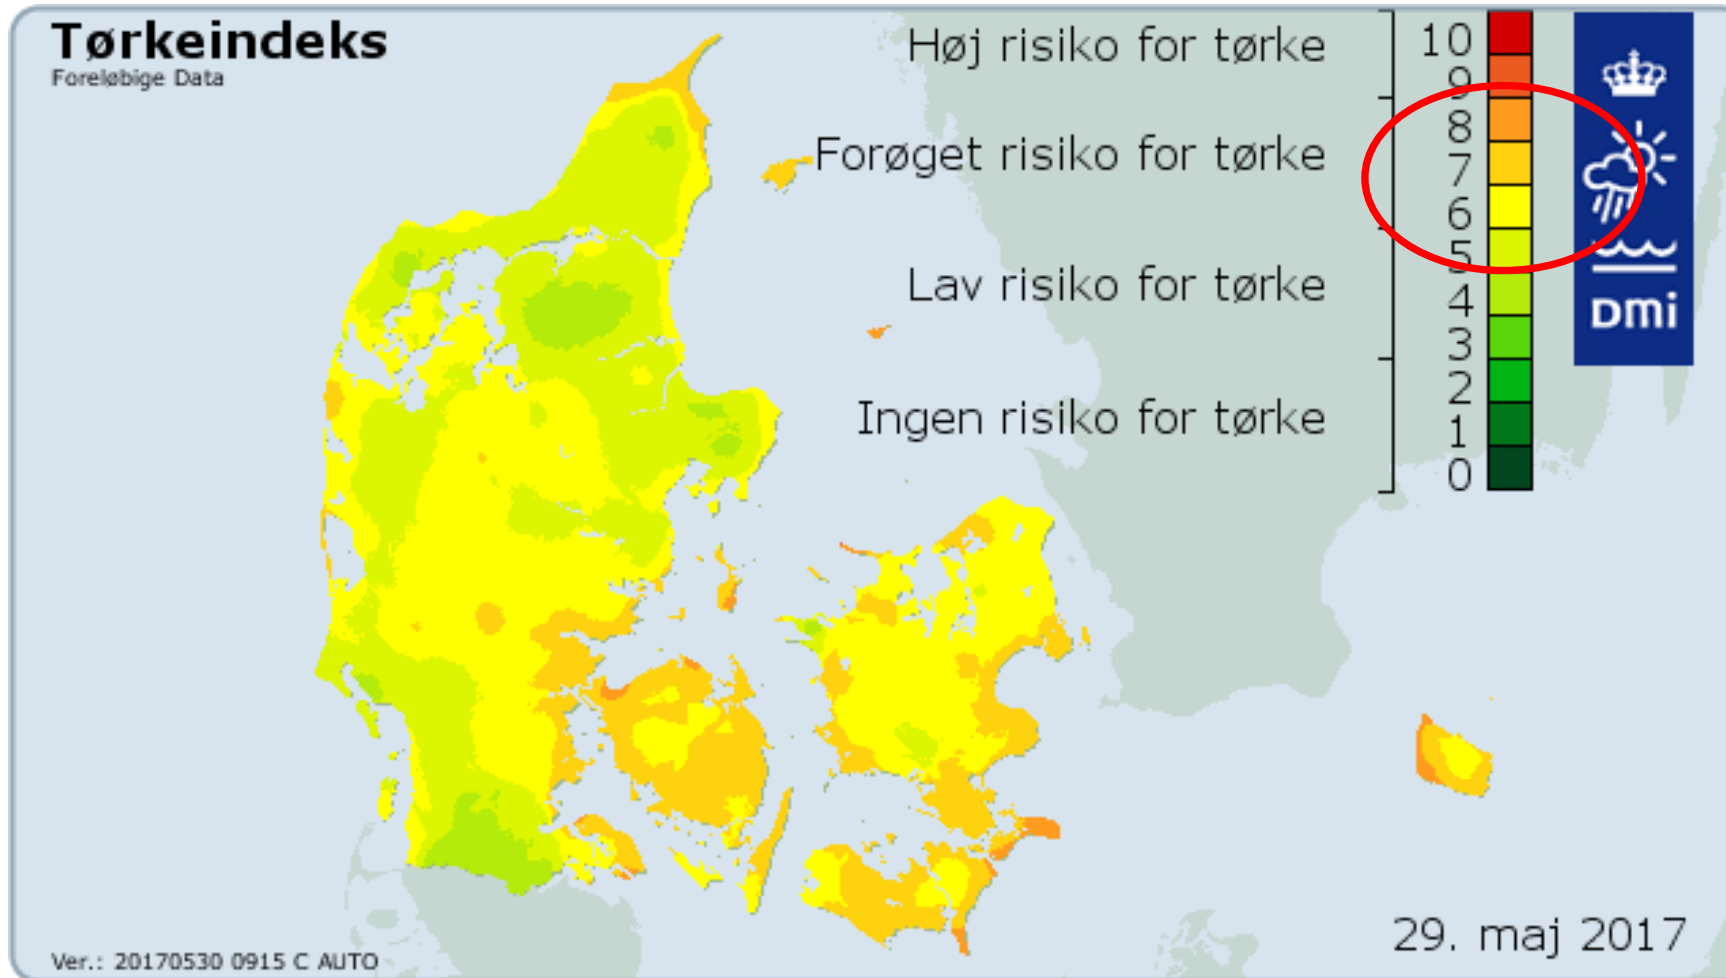 Tørkeindeks
Foreløbige Data
Høj risiko for tørke
Forøget risiko for tørke
Lav risiko for tørke
Ingen risiko for tørke
10
9
8
7
6
5
4
3
2
1
0
DMi
29. maj 2017
Ver.: 20170530 0915 C AUTO